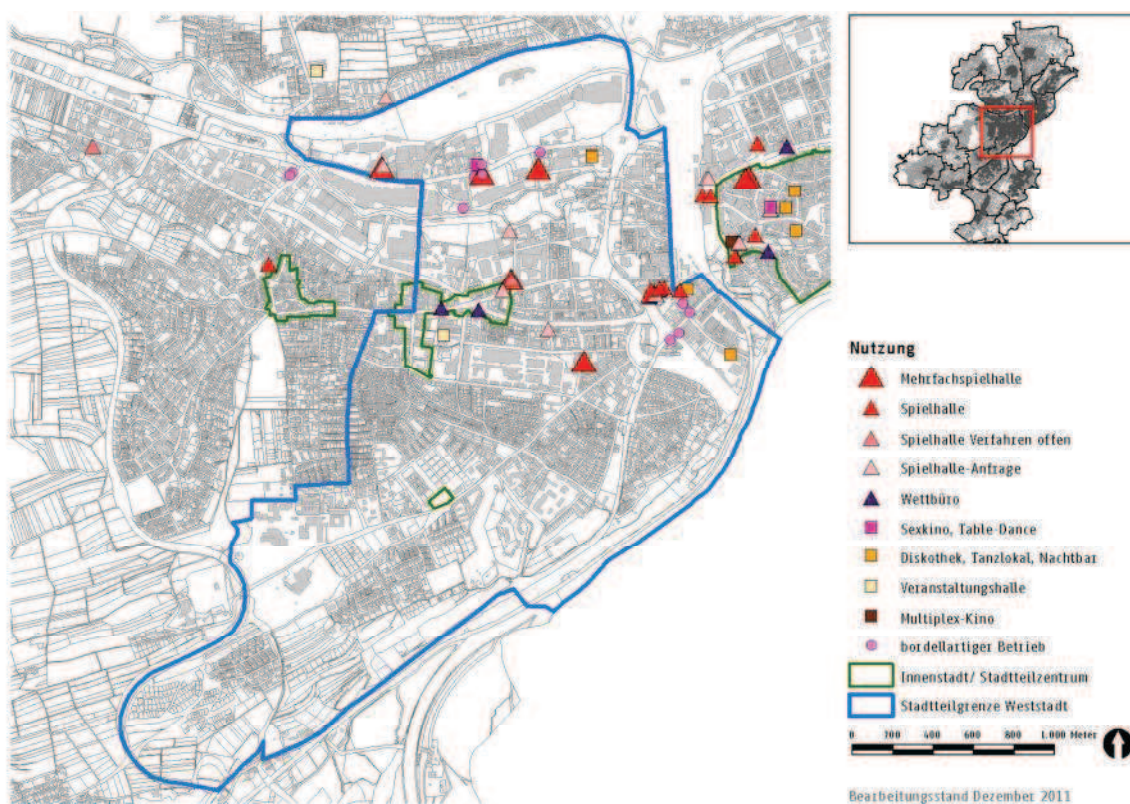 Nutzung
Mehrfachspielhalle
Spielhalle
Spielhalle Verfahren offen
Spielhalle-Anfrage
Wettbüro
Sexkino, Table-Dance
Diskothek, Tanzlokal, Nachtbar
Veranstaltungshalle
Multiplex-Kino
bordellartiger Betrieb
Innenstadt/ Stadtteilzentrum
Stadtteilgrenze Weststadt
0 200 400 600 800 1.000 Meter
Bearbeitungsstand Dezember 2011